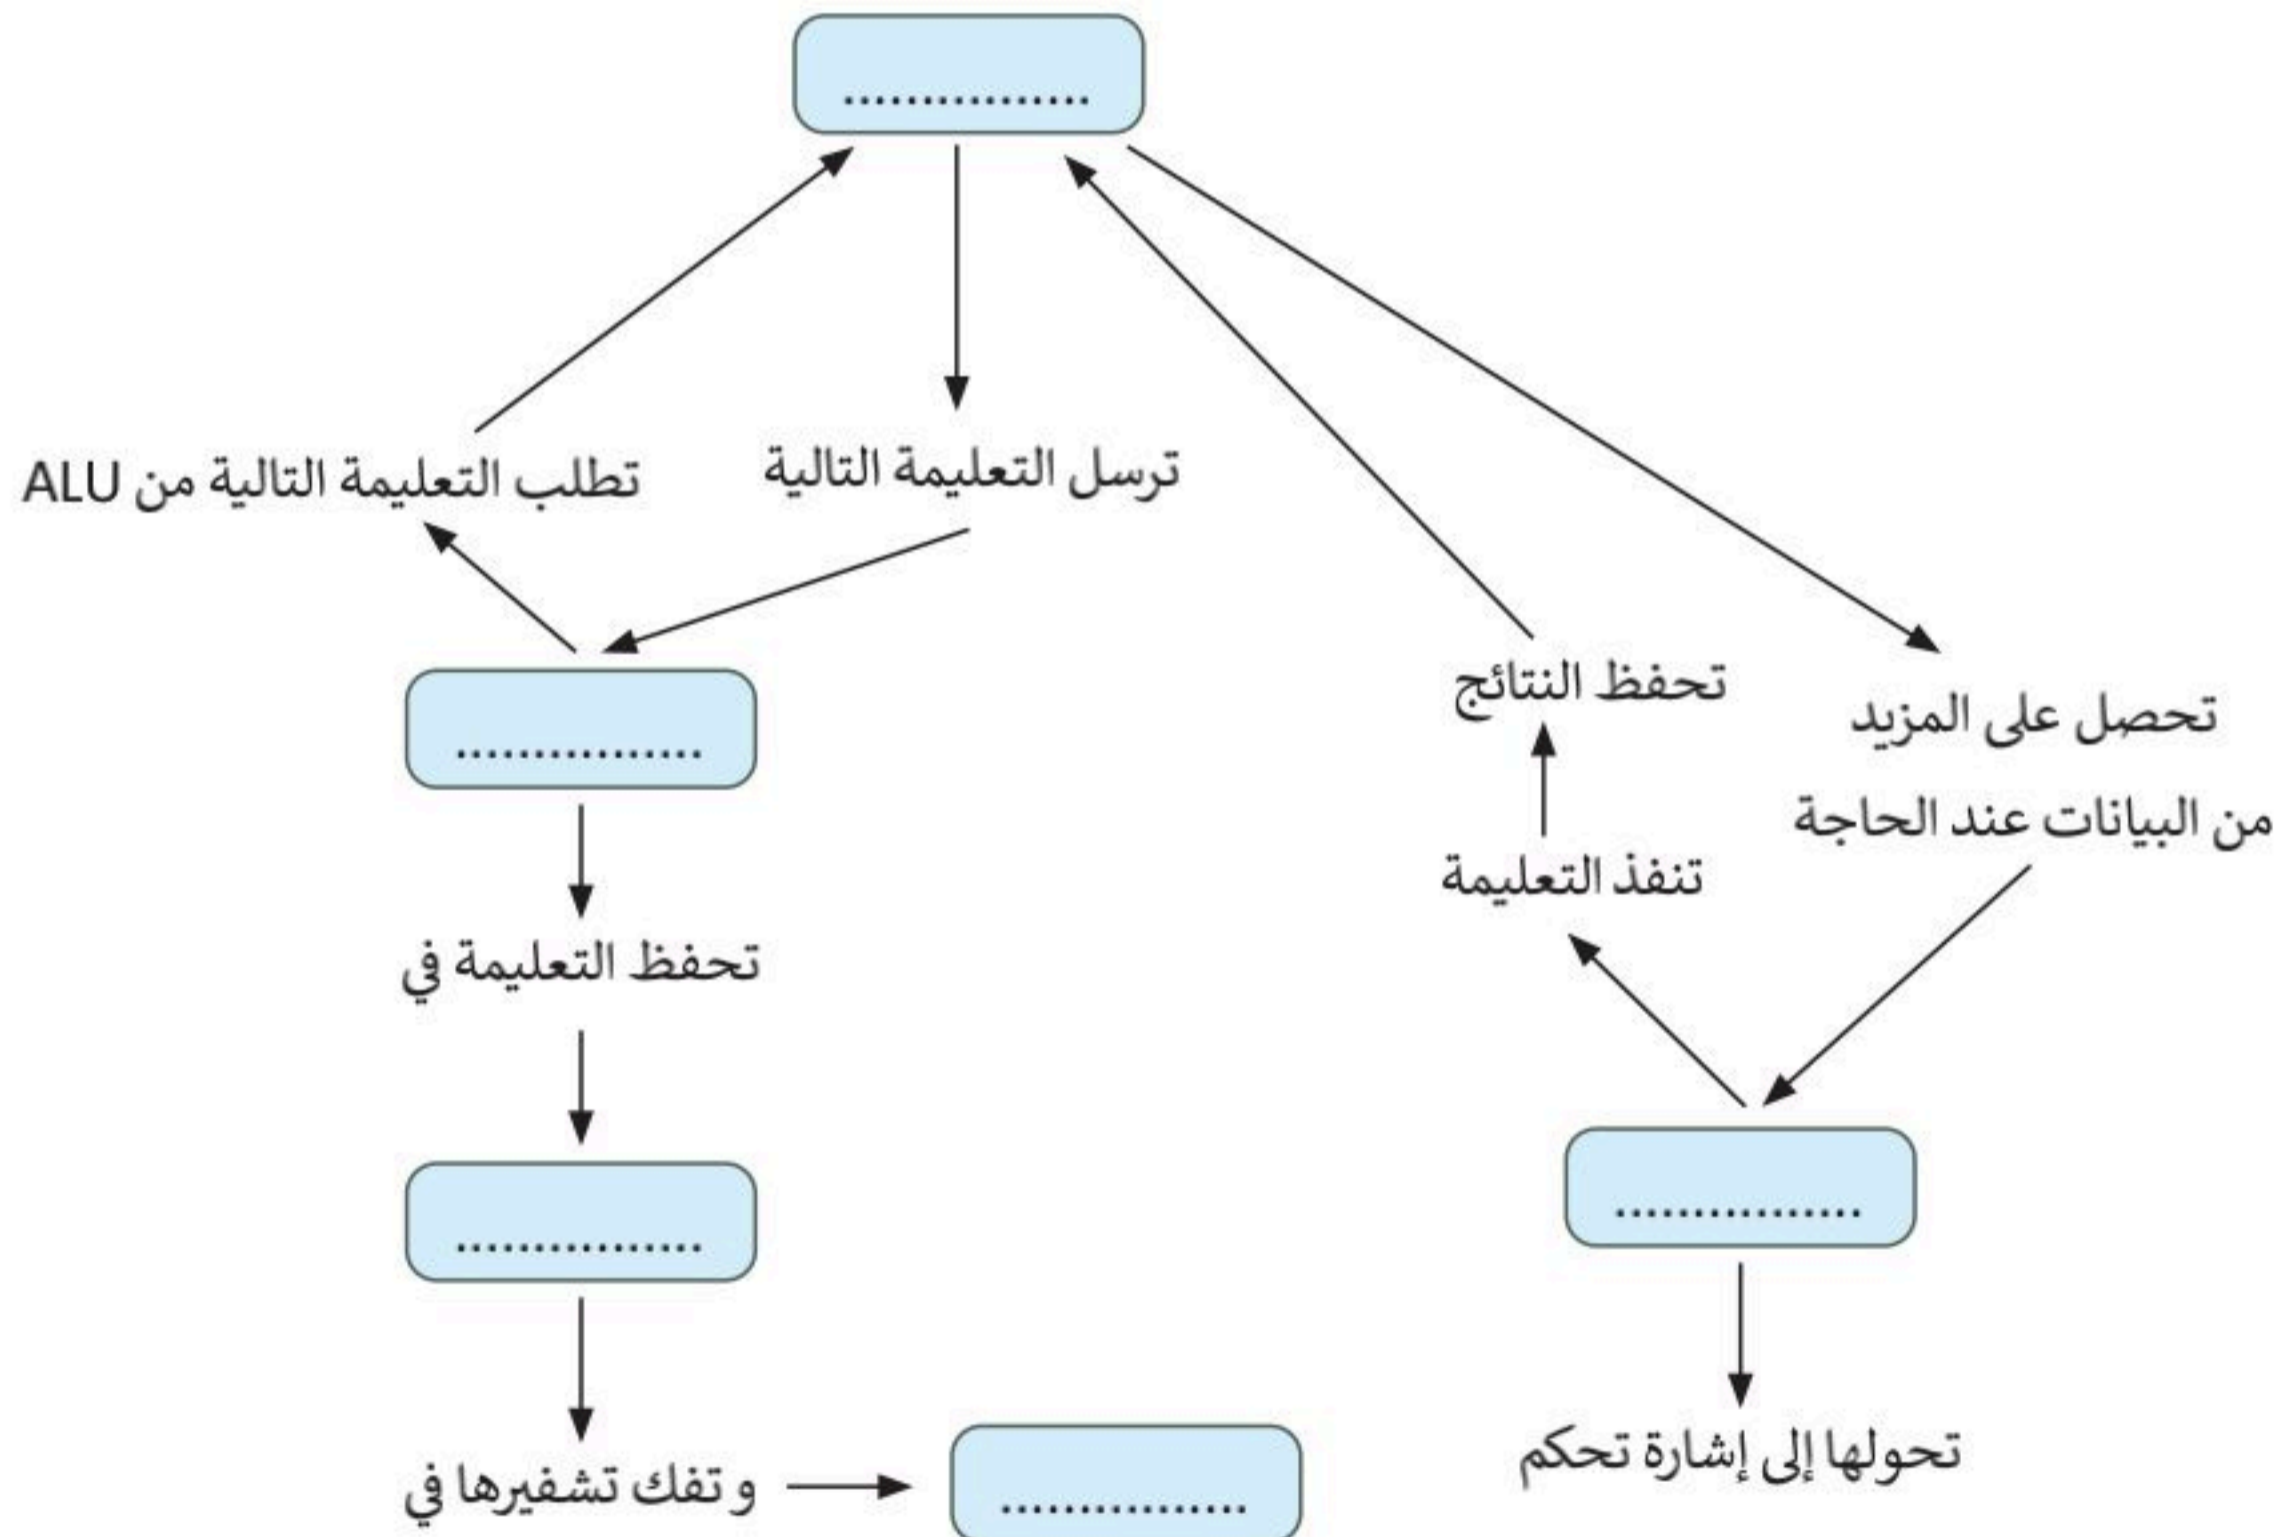 ................
ترسل التعليمة التالية
تطلب التعليمة التالية من ALU
تحفظ النتائج
تحصل على المزيد
من البيانات عند الحاجة
................
تنفذ التعليمة
تحفظ التعليمة في
................
................
تحولها إلى إشارة تحكم
و تفك تشفيرها في
................